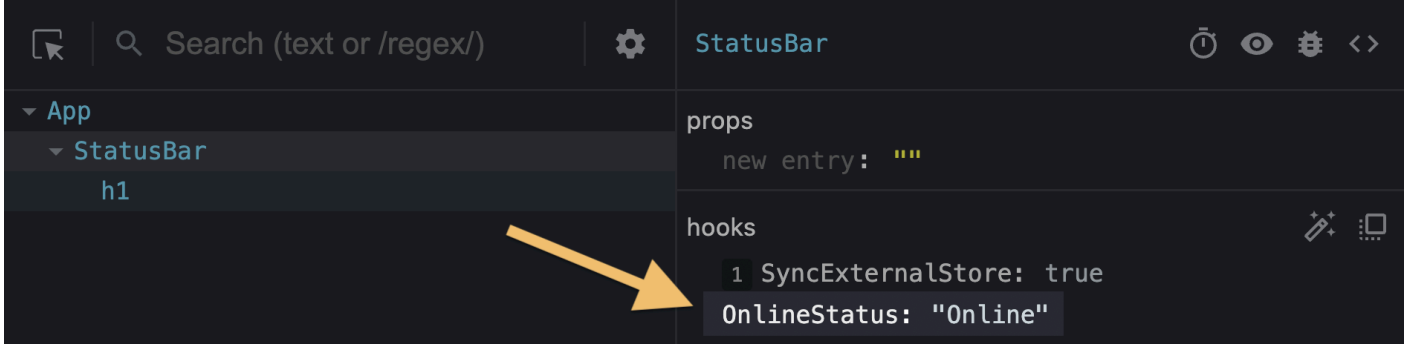 Search (text or /regex/)
StatusBar
App
StatusBar
h1
props
new entry: ""
hooks
1 SyncExternalStore: true
OnlineStatus: "Online"